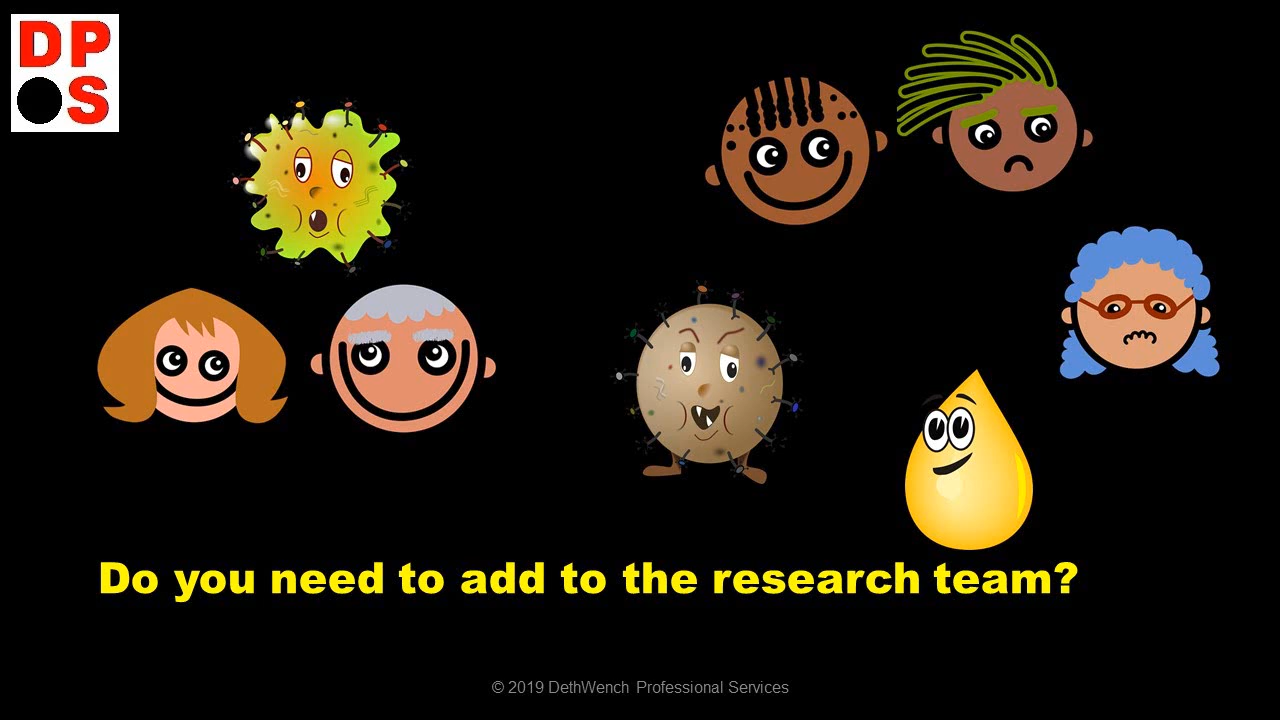 DP
S
Do you need to add to the research team?
© 2019 DethWench Professional Services